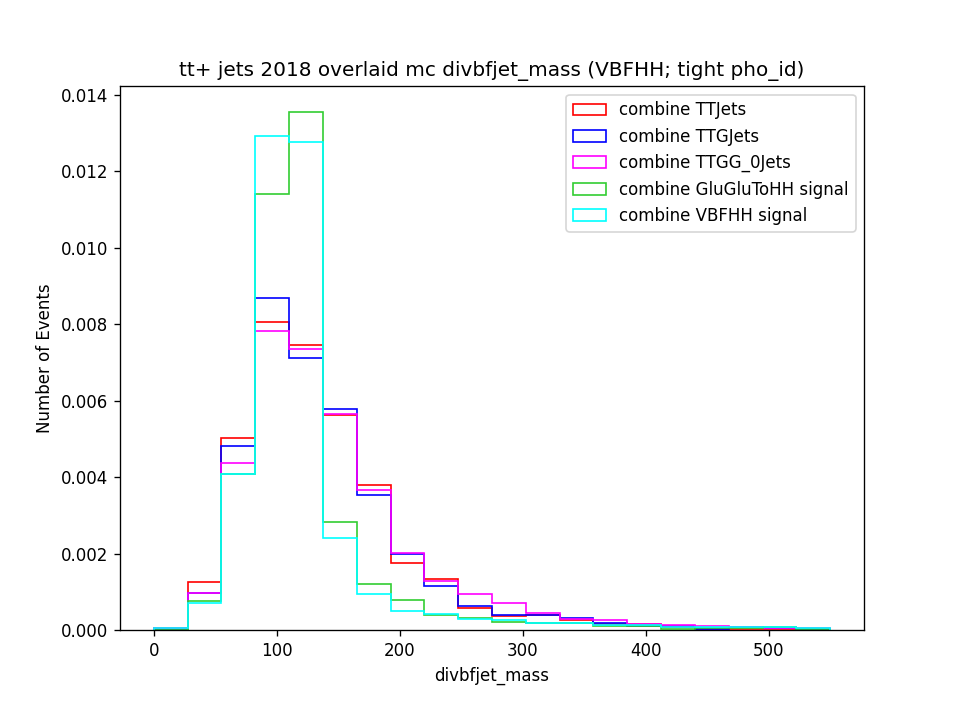 tt+ jets 2018 overlaid mc divbfjet_mass (VBFHH; tight pho_id)
0.014
0.012
0.010
0.008
0.006
0.004
0.002
0.000
Number of Events
combine TTJets
combine TTGJets
combine TTGG_0Jets
combine GluGluToHH signal
combine VBFHH signal
0 100 200 300 400 500
divbfjet_mass